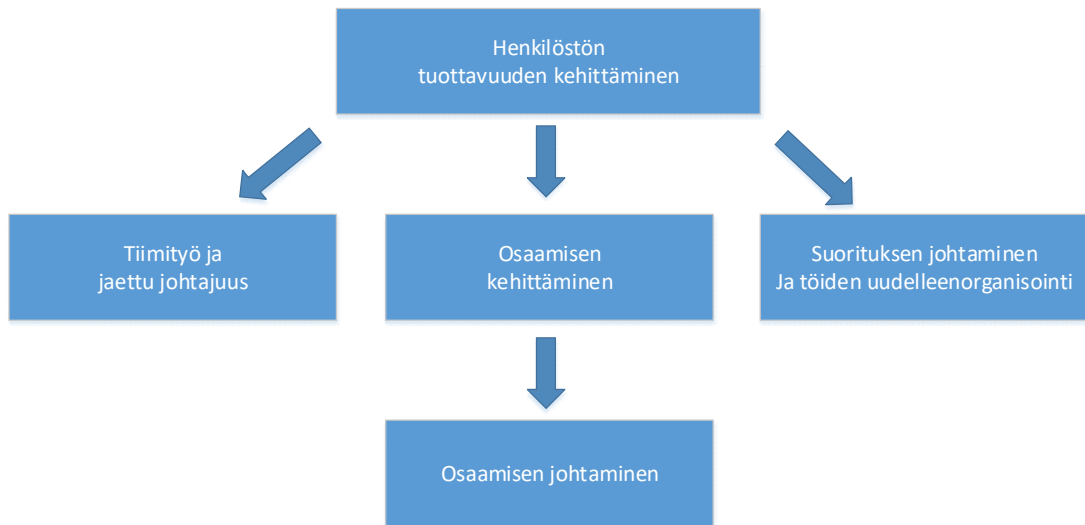 Henkilöstön
tuottavuuden kehittäminen
Tiimityö ja
jaettu johtajuus
Osaamisen
kehittäminen
Suorituksen johtaminen
Ja töiden uudelleenorganisointi
Osaamisen johtaminen